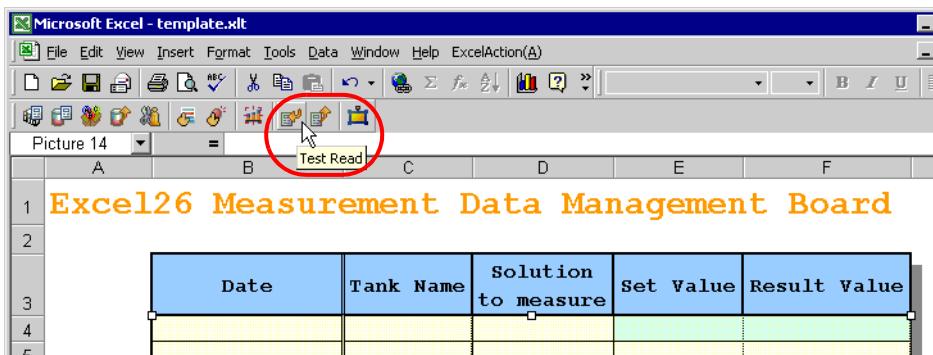 Microsoft Excel - template.xlt
File Edit View Insert Format Tools Data Window Help ExcelAction(A)
ABC
Σ fx
B I U
Picture 14 =
Test Read
A B C D E F
1 Excel26 Measurement Data Management Board
2
3 Date Tank Name Solution to measure Set Value Result Value
4
5